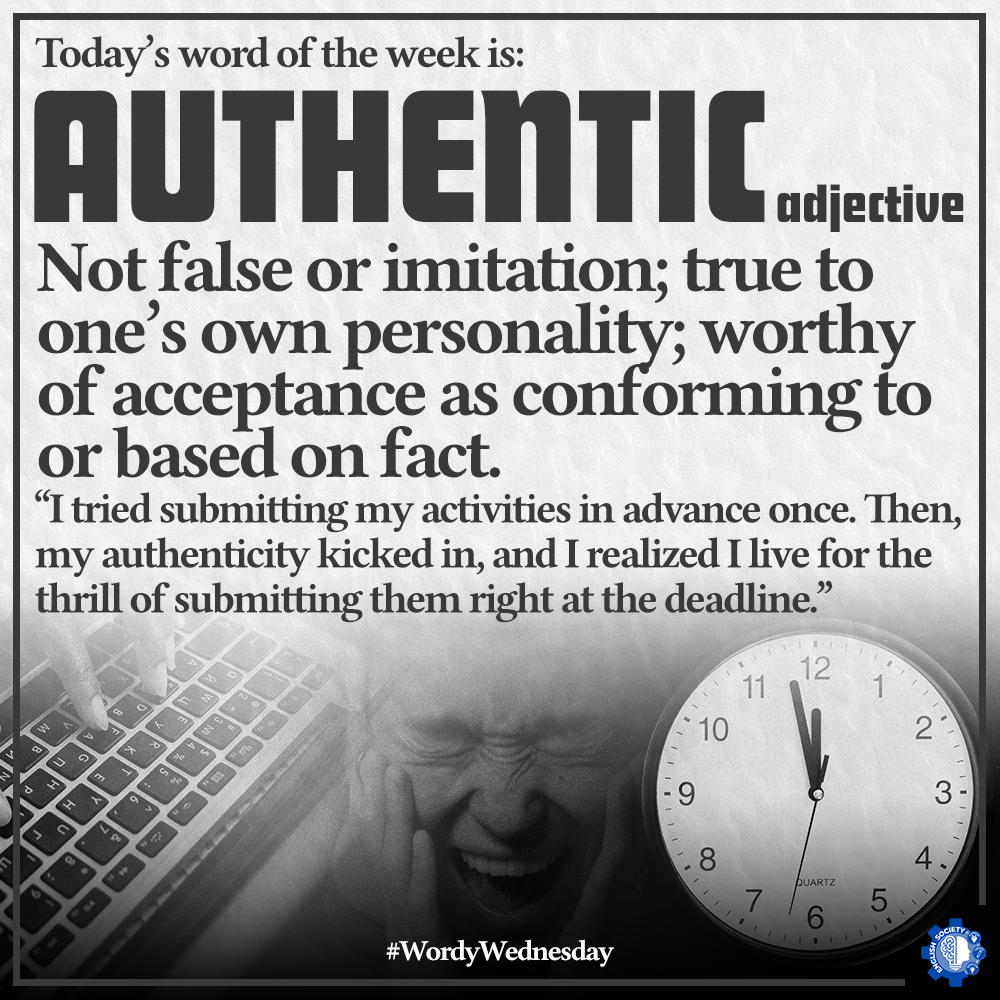 Today’s word of the week is:
AUTHENTIC adjective
Not false or imitation; true to
one’s own personality; worthy
of acceptance as conforming to
or based on fact.
“I tried submitting my activities in advance once. Then,
my authenticity kicked in, and I realized I live for the
thrill of submitting them right at the deadline.”
12
11 1
10 2
9 3
8 4
QUARTZ
7 5
6
#WordyWednesday
ENGLISH SOCIETY